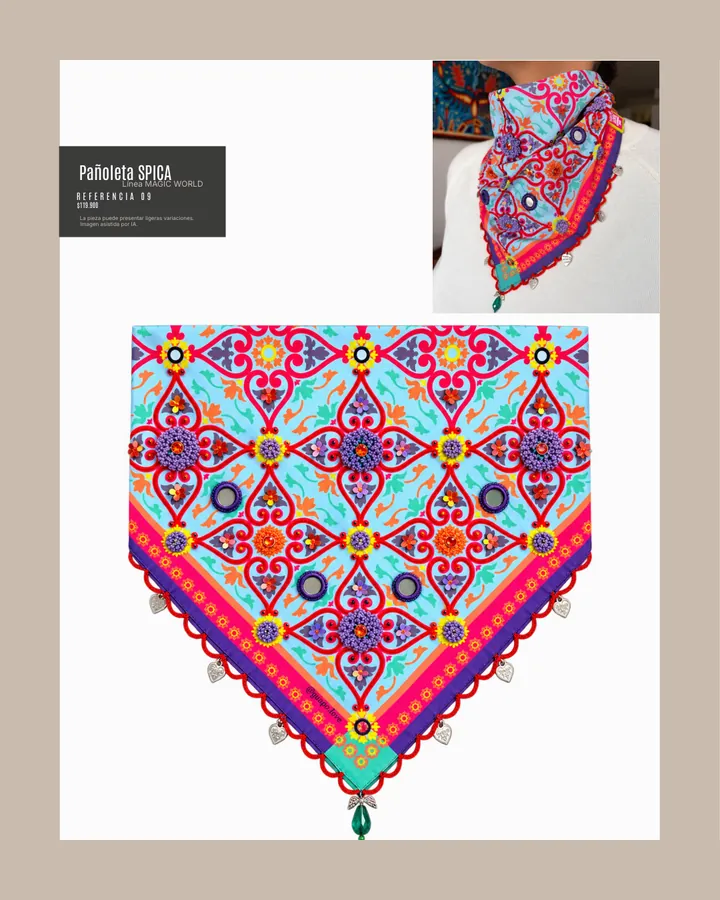 Pañoleta SPICA
Línea MAGIC WORLD
REFERENCIA 09
$119.900
La pieza puede presentar ligeras variaciones.
Imagen asistida por IA.